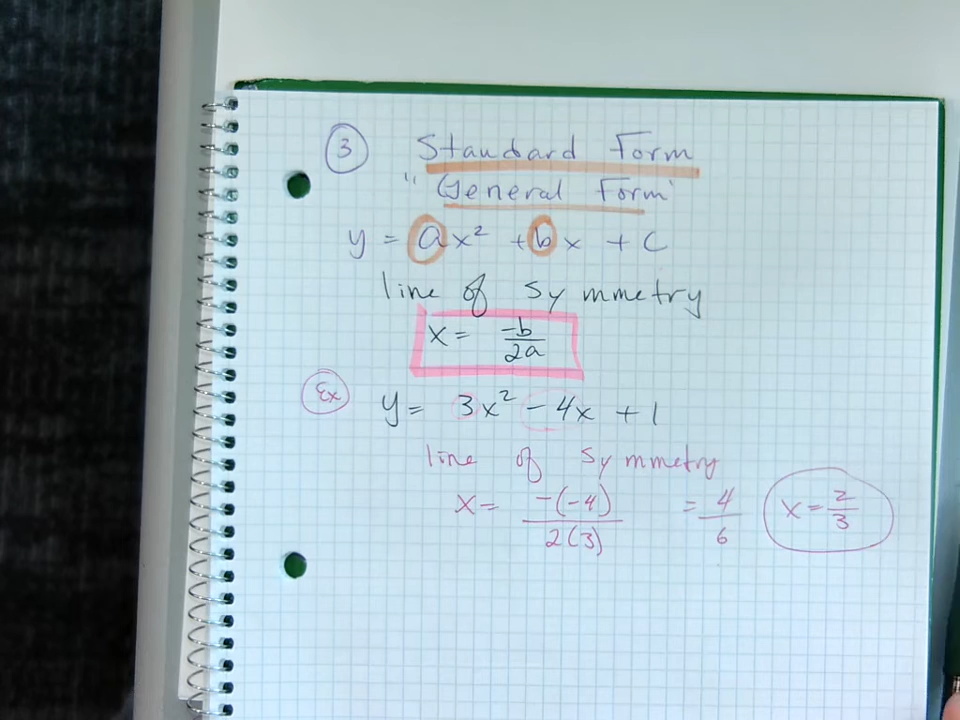 3 Standard Form
"General Form"
y = ax² + bx + c
line of symmetry
x = -b/2a
Ex y = 3x² - 4x + 1
line of symmetry
x = -(-4)/2(3) = 4/6 x = 2/3